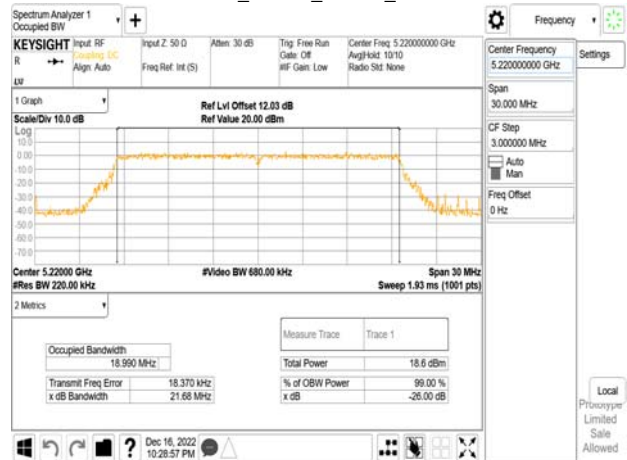 Spectrum Analyzer 1
Occupied BW
Frequency
KEYSIGHT
R
Input: RF
Coupling: DC
Align: Auto
Input Z: 50 Ω
Freq Ref: Int (S)
Atten: 30 dB
Trig: Free Run
Gate: Off
#IF Gain: Low
Center Freq: 5.220000000 GHz
Avg|Hold: 10/10
Radio Std: None
Center Frequency
5.220000000 GHz
Settings
Span
30.000 MHz
CF Step
3.000000 MHz
Auto
Man
Freq Offset
0 Hz
1 Graph
Scale/Div 10.0 dB
Ref Lvl Offset 12.03 dB
Ref Value 20.00 dBm
Log
10.0
0.00
-10.0
-20.0
-30.0
-40.0
-50.0
-60.0
-70.0
Center 5.22000 GHz
#Res BW 220.00 kHz
#Video BW 680.00 kHz
Span 30 MHz
Sweep 1.93 ms (1001 pts)
2 Metrics
Measure Trace
Trace 1
Occupied Bandwidth
18.990 MHz
Total Power
18.6 dBm
Transmit Freq Error
18.370 kHz
% of OBW Power
99.00 %
x dB Bandwidth
21.68 MHz
x dB
-26.00 dB
Local
Prototype
Limited
Sale
Allowed
?
Dec 16, 2022
10:28:57 PM